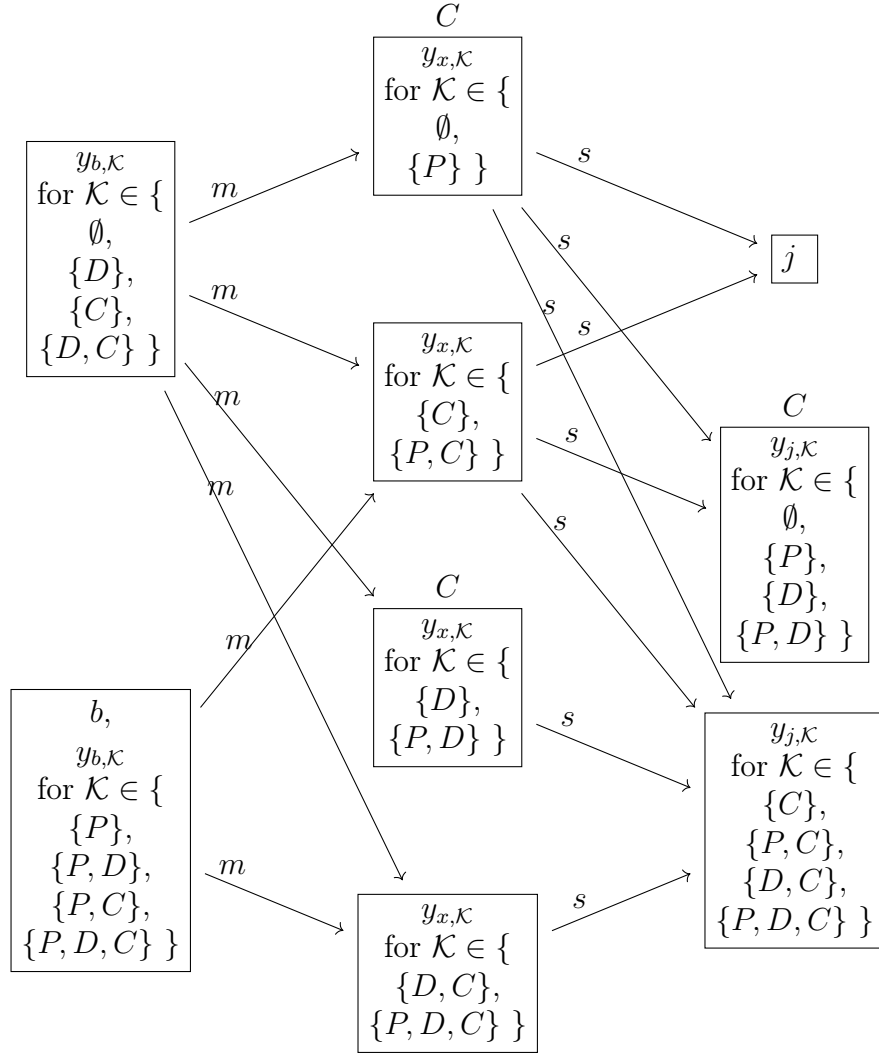 y_{b,𝒦}
for 𝒦 ∈ {
∅,
{D},
{C},
{D, C} }
b,
y_{b,𝒦}
for 𝒦 ∈ {
{P},
{P, D},
{P, C},
{P, D, C} }
m
m
m
m
m
m
C
y_{x,𝒦}
for 𝒦 ∈ {
∅,
{P} }
y_{x,𝒦}
for 𝒦 ∈ {
{C},
{P, C} }
C
y_{x,𝒦}
for 𝒦 ∈ {
{D},
{P, D} }
y_{x,𝒦}
for 𝒦 ∈ {
{D, C},
{P, D, C} }
s
s
s
s
s
s
s
s
j
C
y_{j,𝒦}
for 𝒦 ∈ {
∅,
{P},
{D},
{P, D} }
y_{j,𝒦}
for 𝒦 ∈ {
{C},
{P, C},
{D, C},
{P, D, C} }